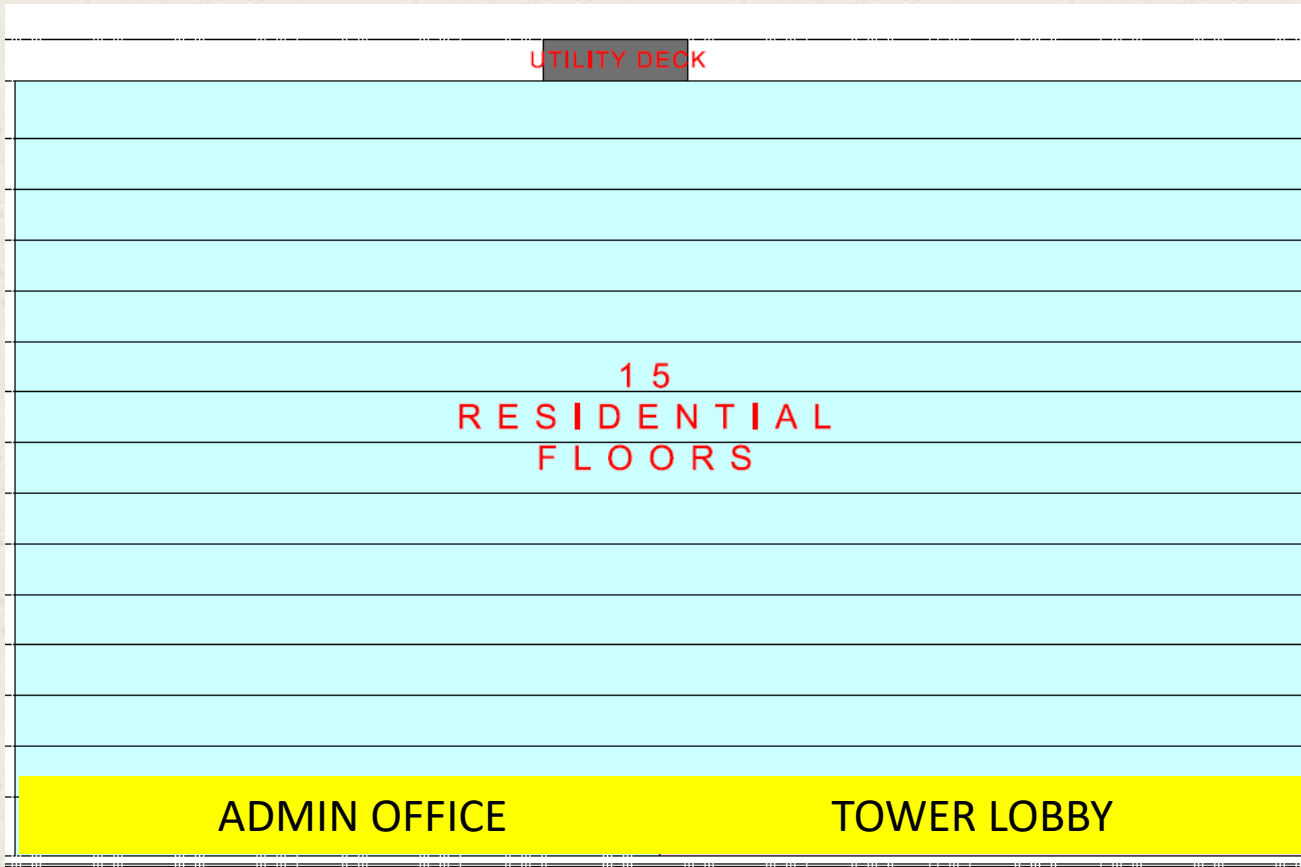 UTILITY DECK
15
RESIDENTIAL
FLOORS
ADMIN OFFICE
TOWER LOBBY